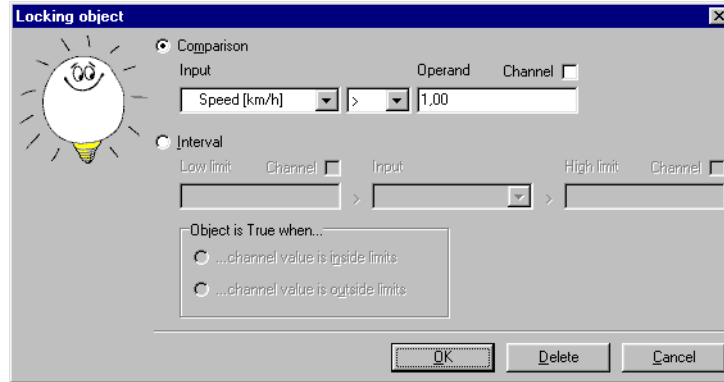 Locking object
Comparison
Input Operand Channel
Speed [km/h] > 1,00
Interval
Low limit Channel Input High limit Channel
> >
Object is True when...
...channel value is inside limits
...channel value is outside limits
OK Delete Cancel